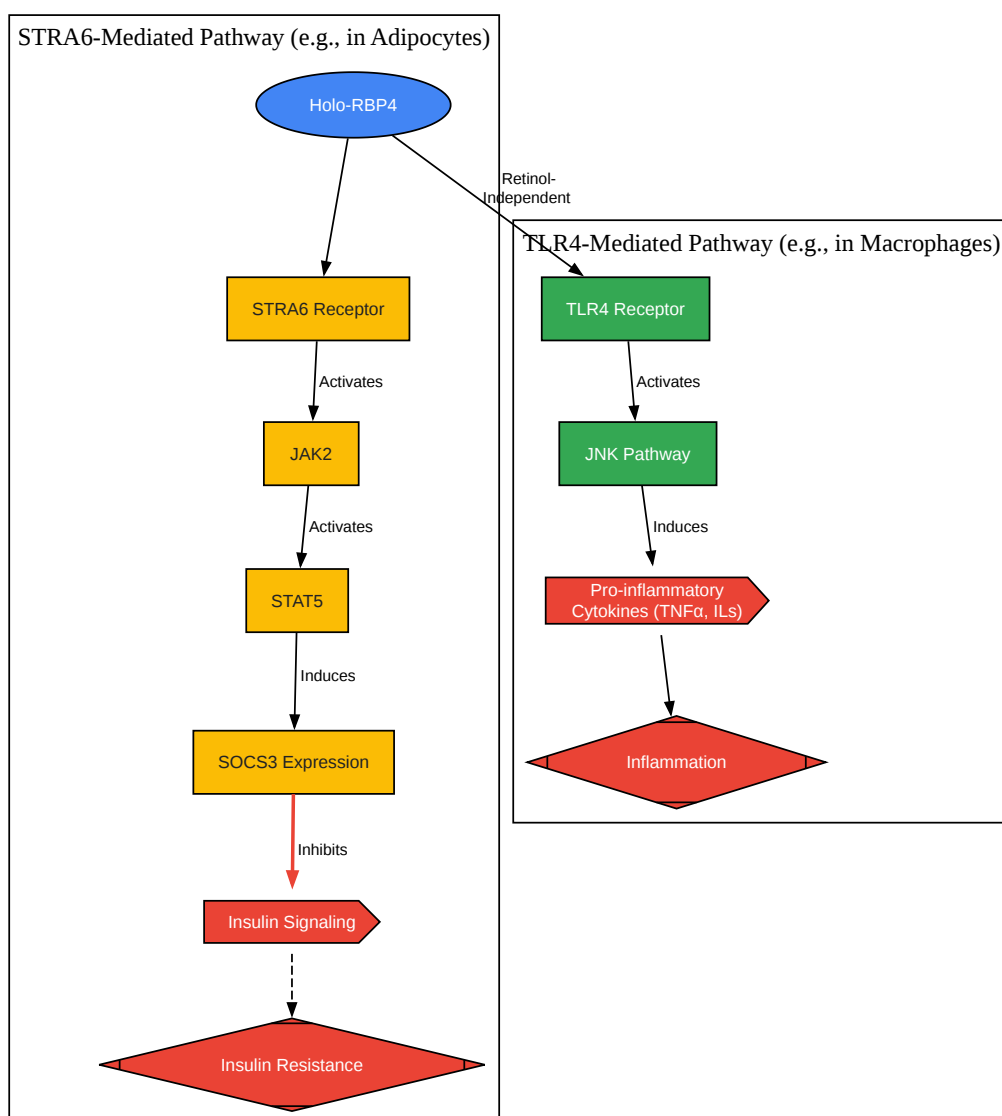 STRA6-Mediated Pathway (e.g., in Adipocytes)
Holo-RBP4
Retinol-
Independent
STRA6 Receptor
Activates
JAK2
Activates
STAT5
Induces
SOCS3 Expression
Inhibits
Insulin Signaling
Insulin Resistance
TLR4-Mediated Pathway (e.g., in Macrophages)
TLR4 Receptor
Activates
JNK Pathway
Induces
Pro-inflammatory
Cytokines (TNFα, ILs)
Inflammation